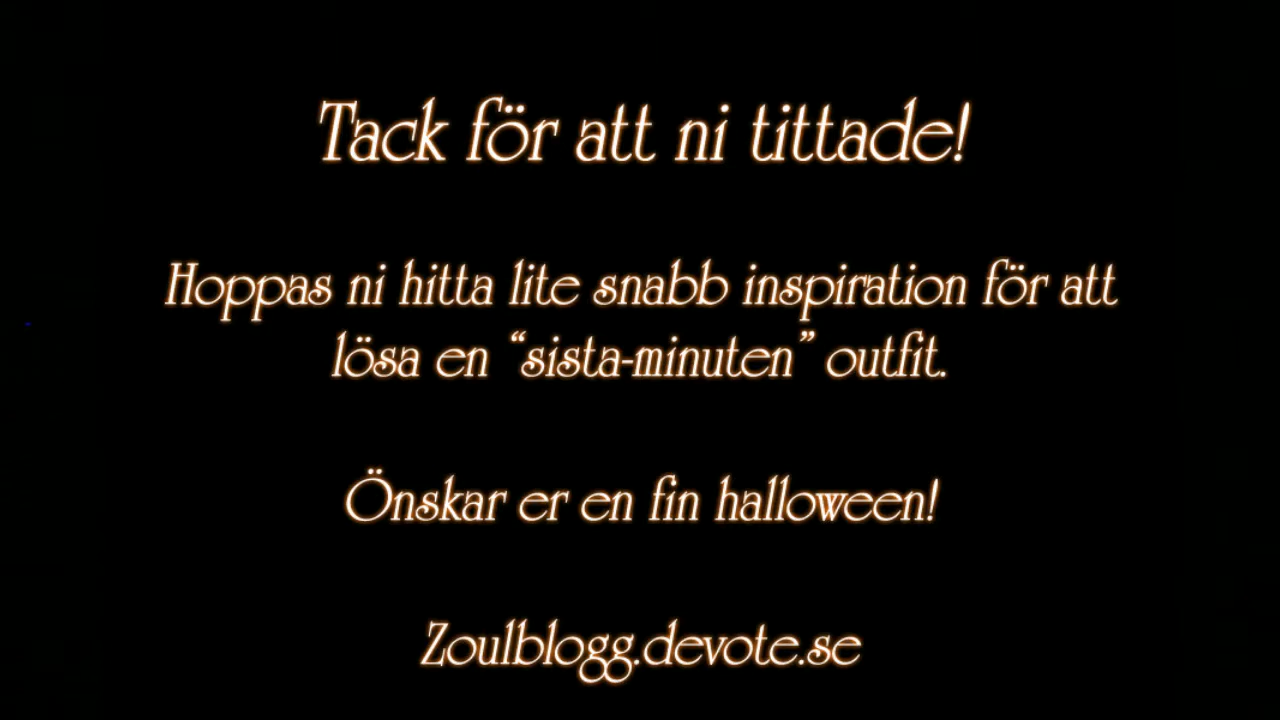 Tack för att ni tittade!
Hoppas ni hitta lite snabb inspiration för att
lösa en “sista-minuten” outfit.
Önskar er en fin halloween!
Zoulblogg.devote.se